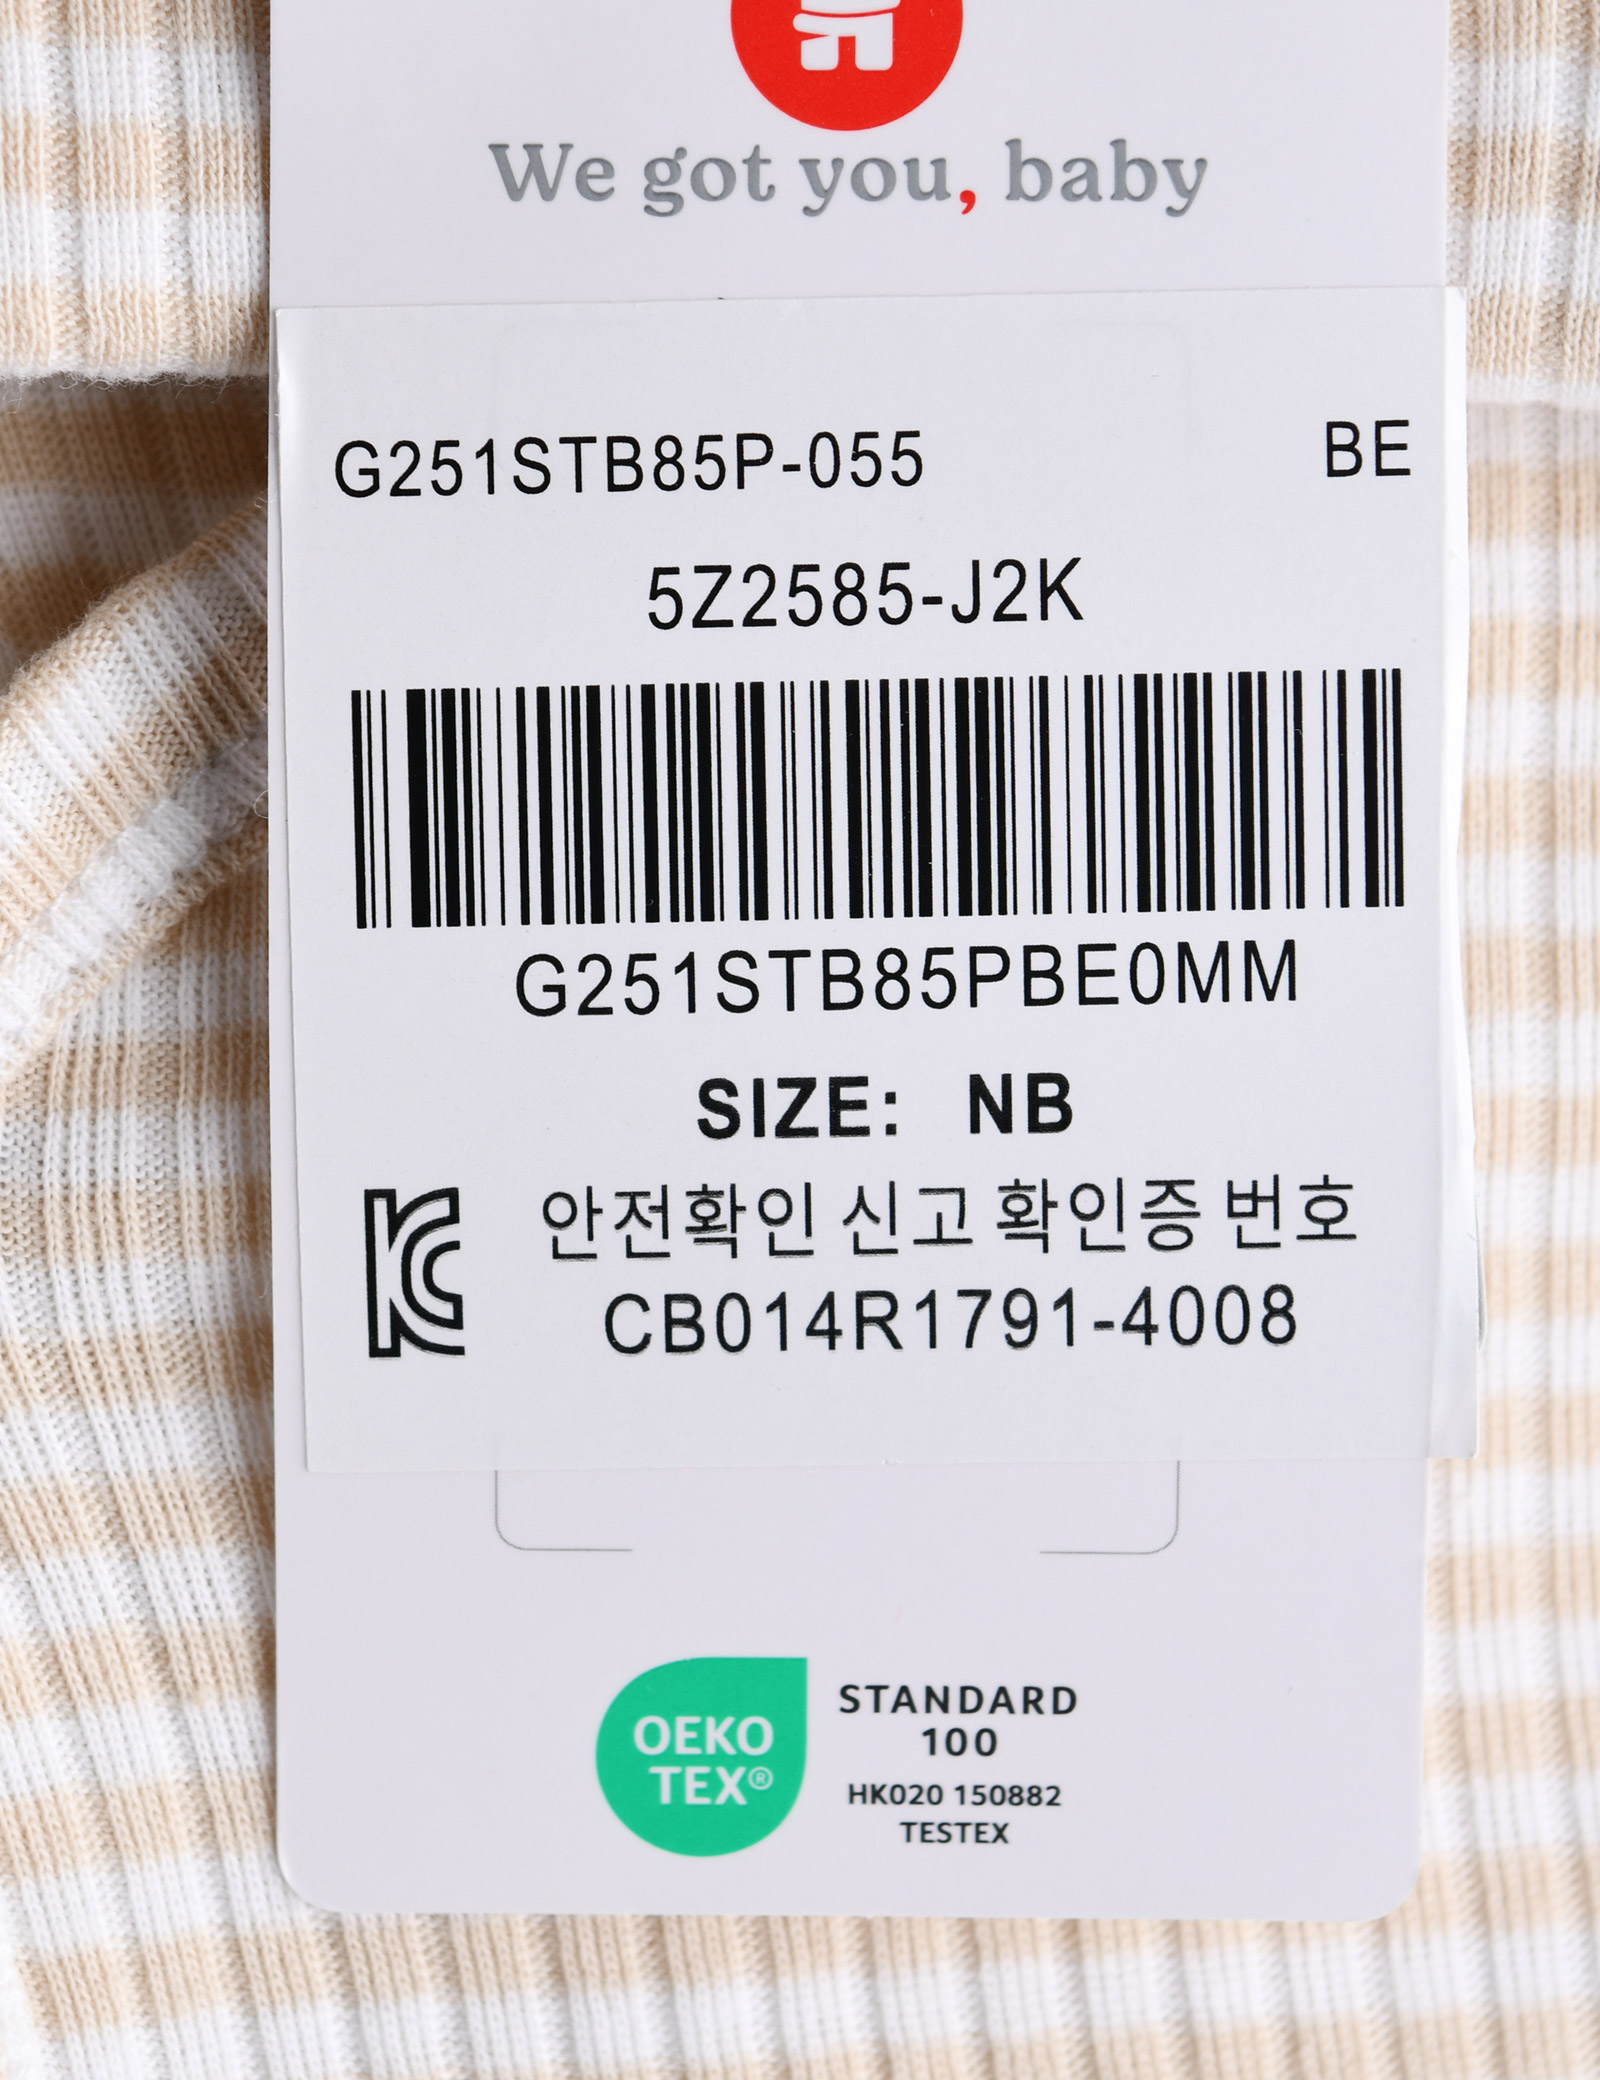 We got you, baby
G251STB85P-055 BE
5Z2585-J2K
G251STB85PBE0MM
SIZE: NB
안전확인 신고 확인증 번호
CB014R1791-4008
OEKO
TEX®
STANDARD
100
HK020 150882
TESTEX